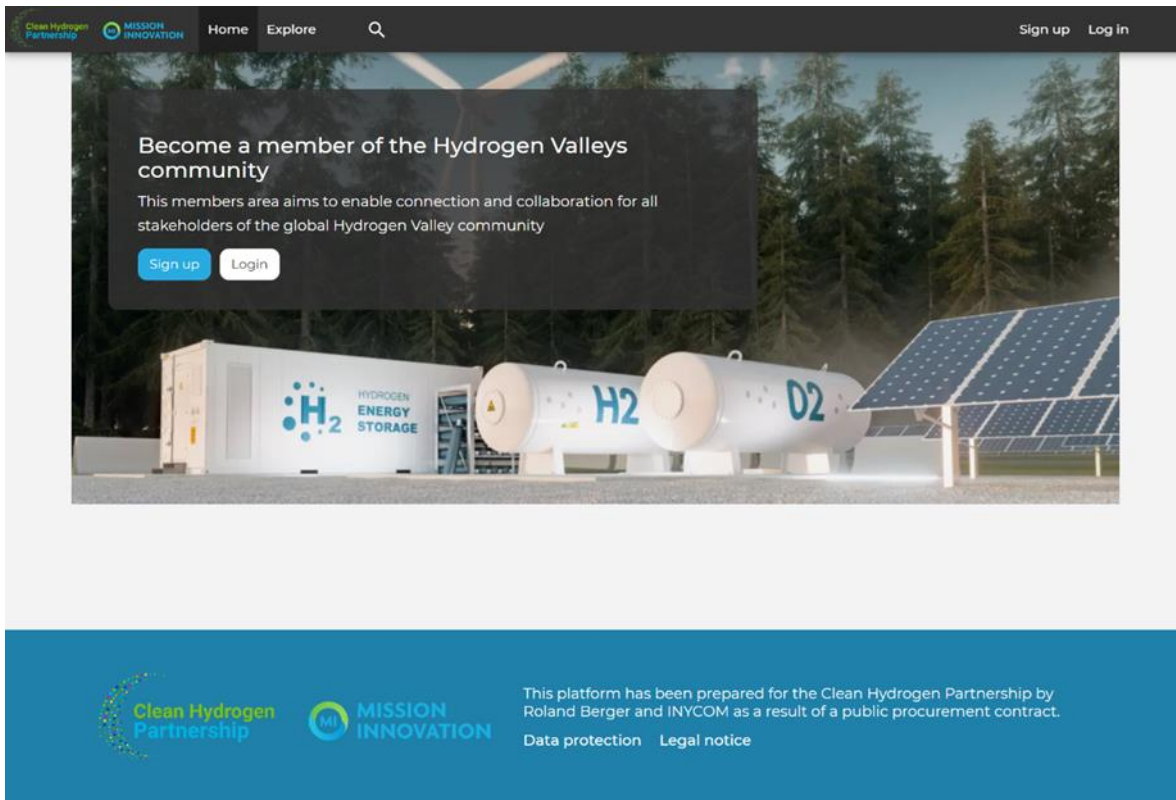 Clean Hydrogen
Partnership
MI
MISSION
INNOVATION
Home
Explore
Sign up
Log in
Become a member of the Hydrogen Valleys
community
This members area aims to enable connection and collaboration for all
stakeholders of the global Hydrogen Valley community
Sign up
Login
H2
HYDROGEN
ENERGY
STORAGE
H2
O2
Clean Hydrogen
Partnership
MI
MISSION
INNOVATION
This platform has been prepared for the Clean Hydrogen Partnership by
Roland Berger and INYCOM as a result of a public procurement contract.
Data protection
Legal notice